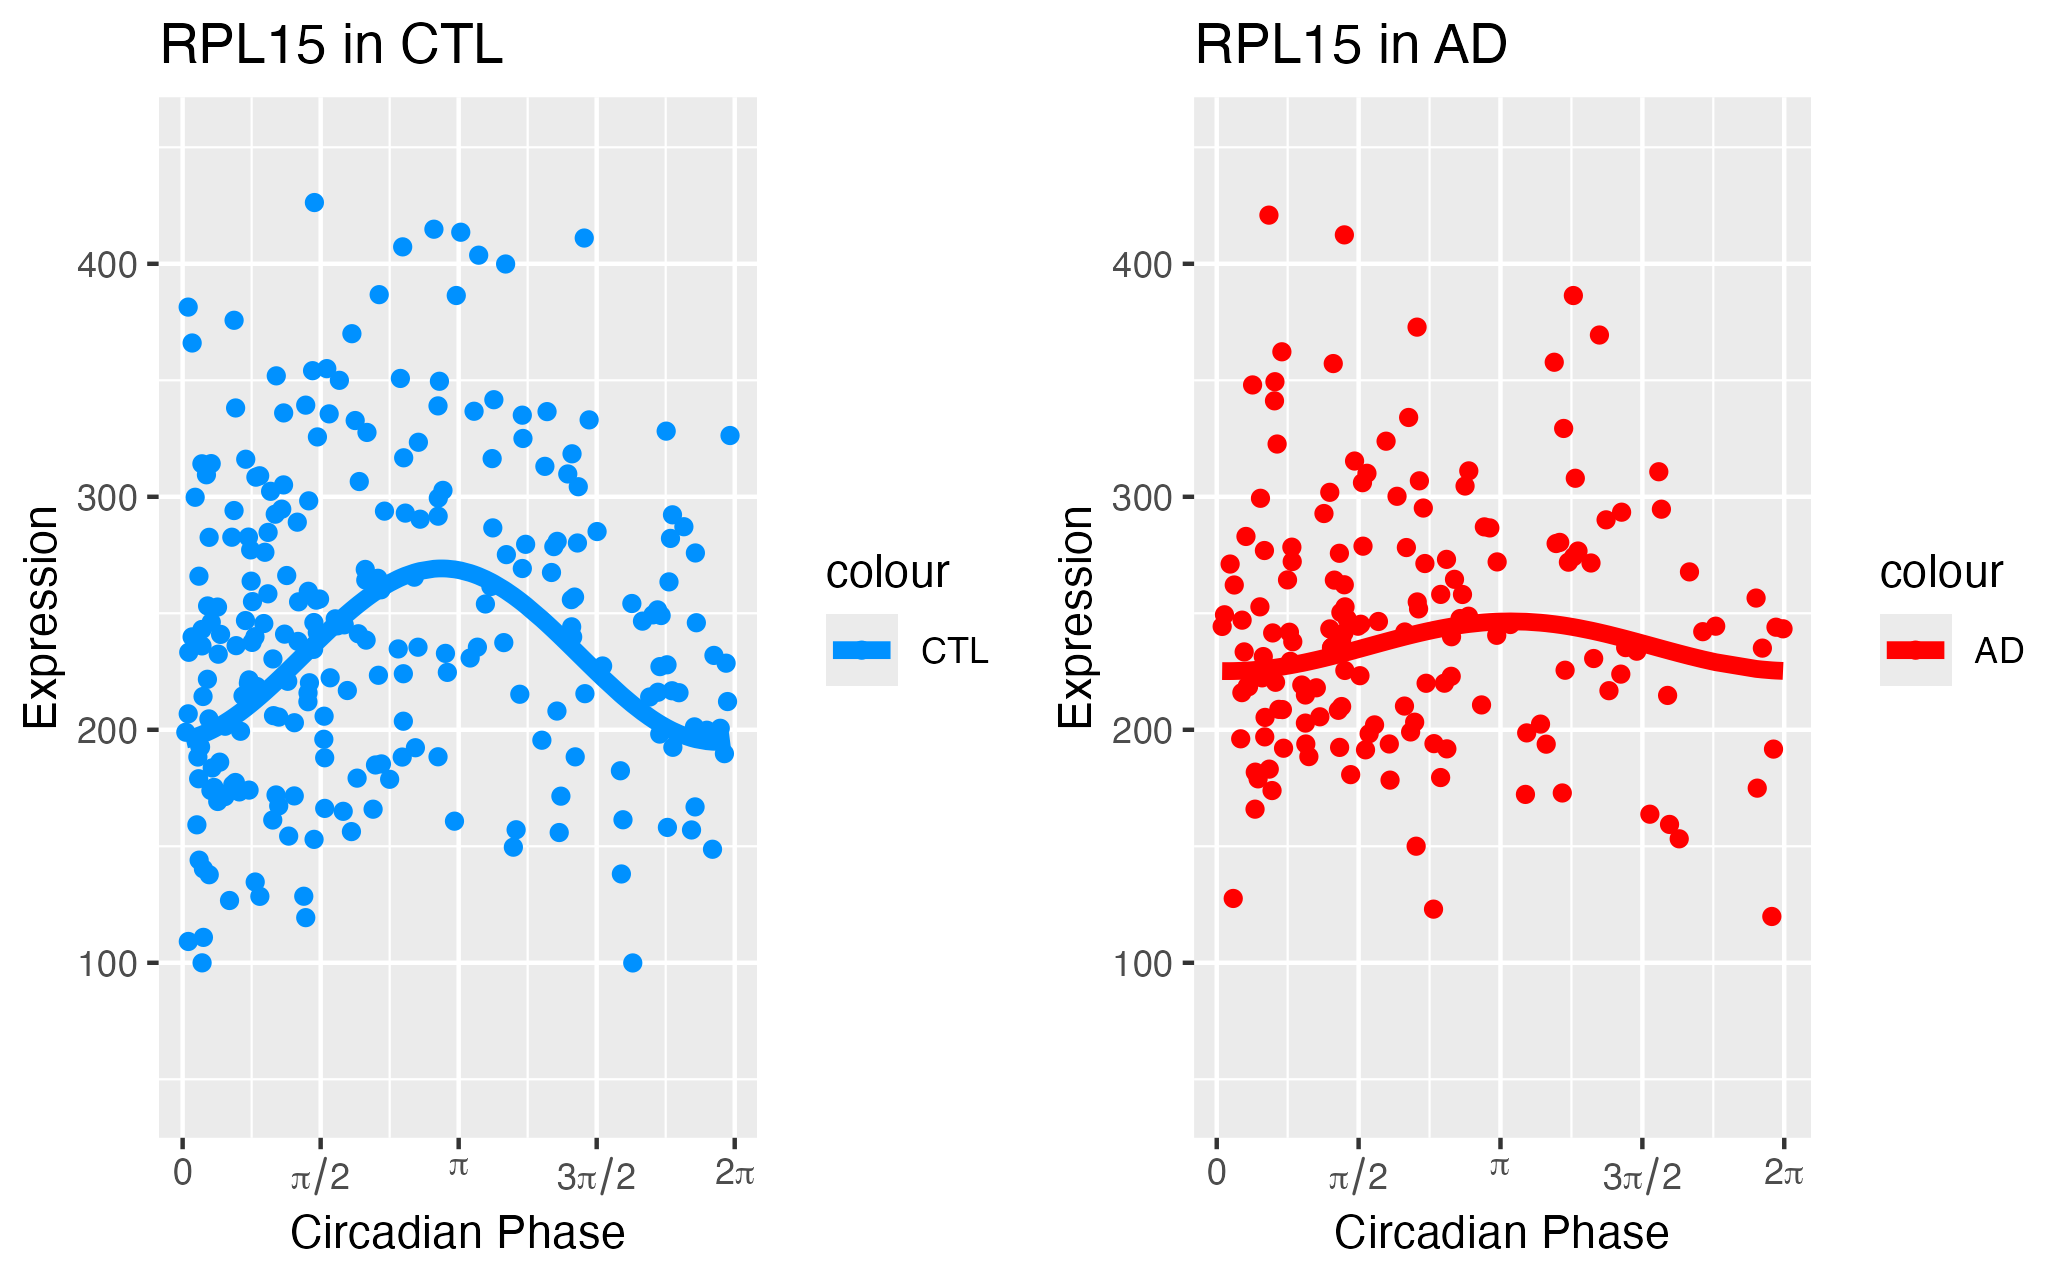 RPL15 in CTL
Expression
400
300
200
100
0 π/2 π 3π/2 2π
Circadian Phase
colour
CTL
RPL15 in AD
Expression
400
300
200
100
0 π/2 π 3π/2 2π
Circadian Phase
colour
AD